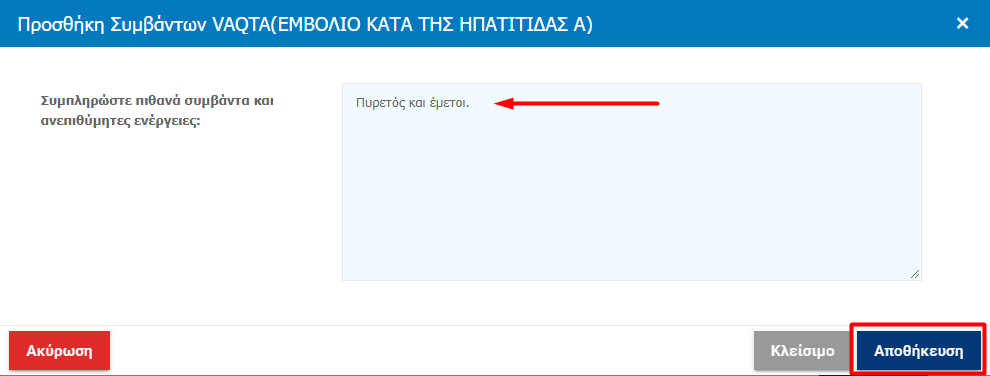 Προσθήκη Συμβάντων VAQTA(ΕΜΒΟΛΙΟ ΚΑΤΑ ΤΗΣ ΗΠΑΤΙΤΙΔΑΣ Α) ×
Συμπληρώστε πιθανά συμβάντα και
ανεπιθύμητες ενέργειες:
Πυρετός και έμετοι.
Ακύρωση Κλείσιμο Αποθήκευση